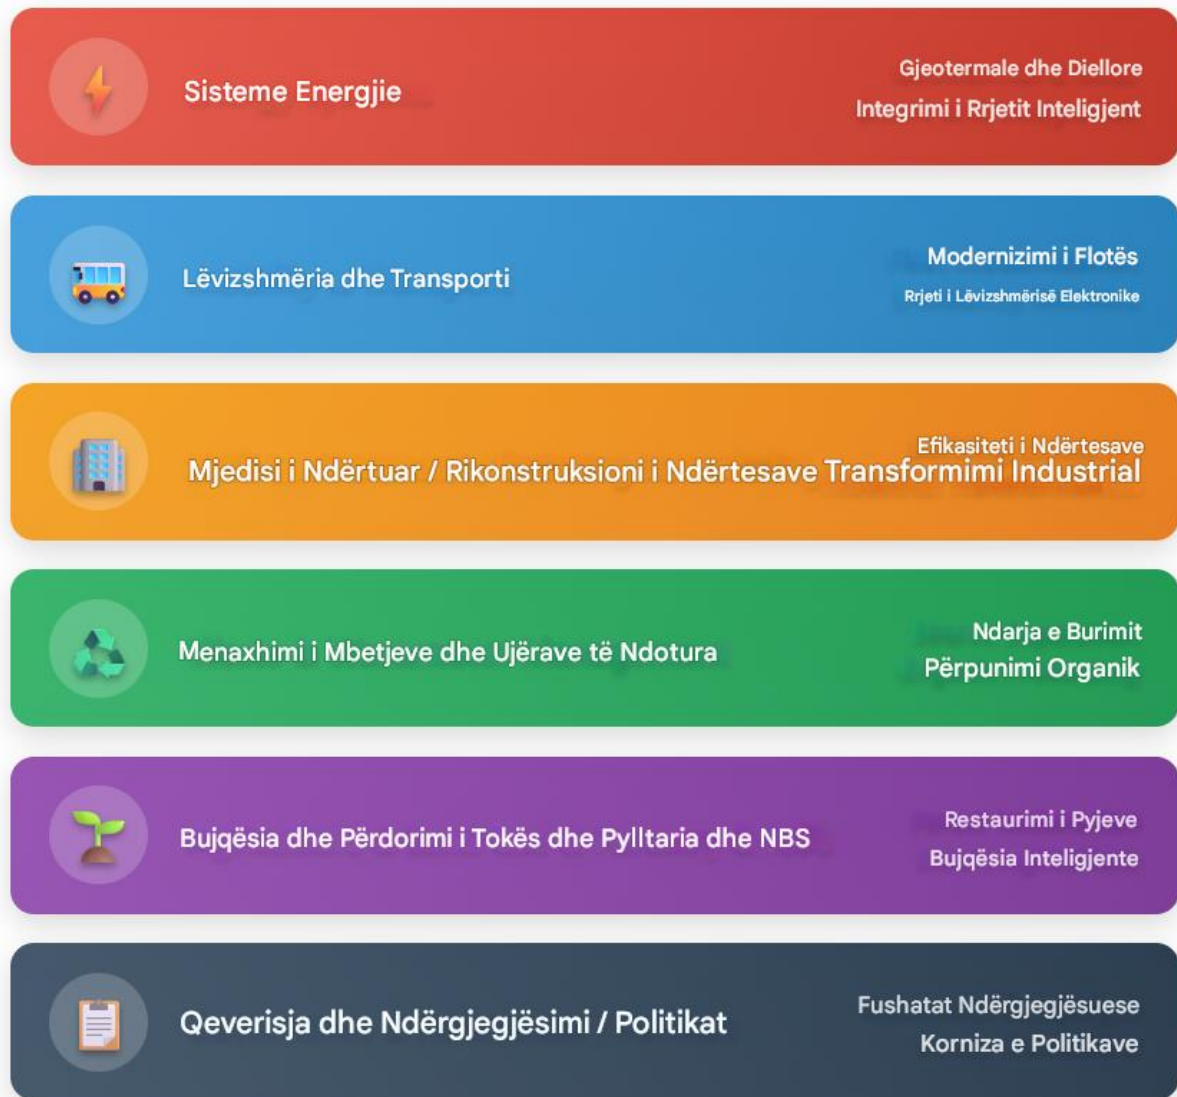 Sisteme Energjie
Gjeotermale dhe Diellore
Integrimi i Rrjetit Inteligjent
Lëvizshmëria dhe Transporti
Modernizimi i Flotës
Rrjeti i Lëvizshmërisë Elektronike
Mjedisi i Ndërtuar / Rikonstruksioni i Ndërtesave
Efikasiteti i Ndërtesave
Transformimi Industrial
Menaxhimi i Mbetjeve dhe Ujërave të Ndotura
Ndarja e Burimit
Përpunimi Organik
Bujqësia dhe Përdorimi i Tokës dhe Pylltaria dhe NBS
Restaurimi i Pyjeve
Bujqësia Inteligjente
Qeverisja dhe Ndërgjegjësimi / Politikat
Fushatat Ndërgjegjësuese
Korniza e Politikave